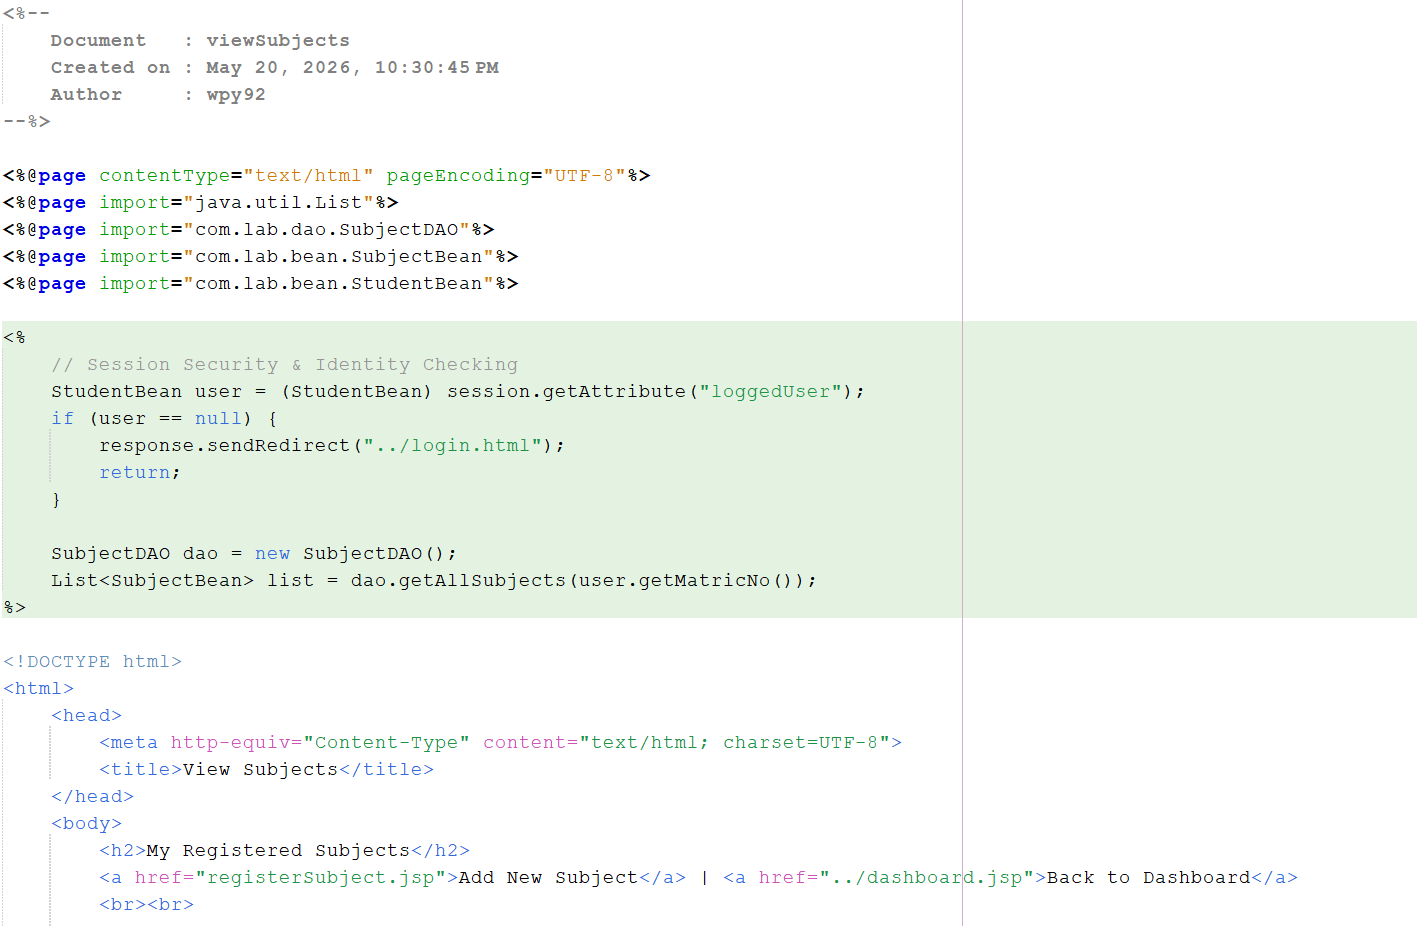 <%--
    Document   : viewSubjects
    Created on : May 20, 2026, 10:30:45 PM
    Author     : wpy92
--%>

<%@page contentType="text/html" pageEncoding="UTF-8"%>
<%@page import="java.util.List"%>
<%@page import="com.lab.dao.SubjectDAO"%>
<%@page import="com.lab.bean.SubjectBean"%>
<%@page import="com.lab.bean.StudentBean"%>

<%
    // Session Security & Identity Checking
    StudentBean user = (StudentBean) session.getAttribute("loggedUser");
    if (user == null) {
        response.sendRedirect("../login.html");
        return;
    }

    SubjectDAO dao = new SubjectDAO();
    List<SubjectBean> list = dao.getAllSubjects(user.getMatricNo());
%>

<!DOCTYPE html>
<html>
    <head>
        <meta http-equiv="Content-Type" content="text/html; charset=UTF-8">
        <title>View Subjects</title>
    </head>
    <body>
        <h2>My Registered Subjects</h2>
        <a href="registerSubject.jsp">Add New Subject</a> | <a href="../dashboard.jsp">Back to Dashboard</a>
        <br><br>